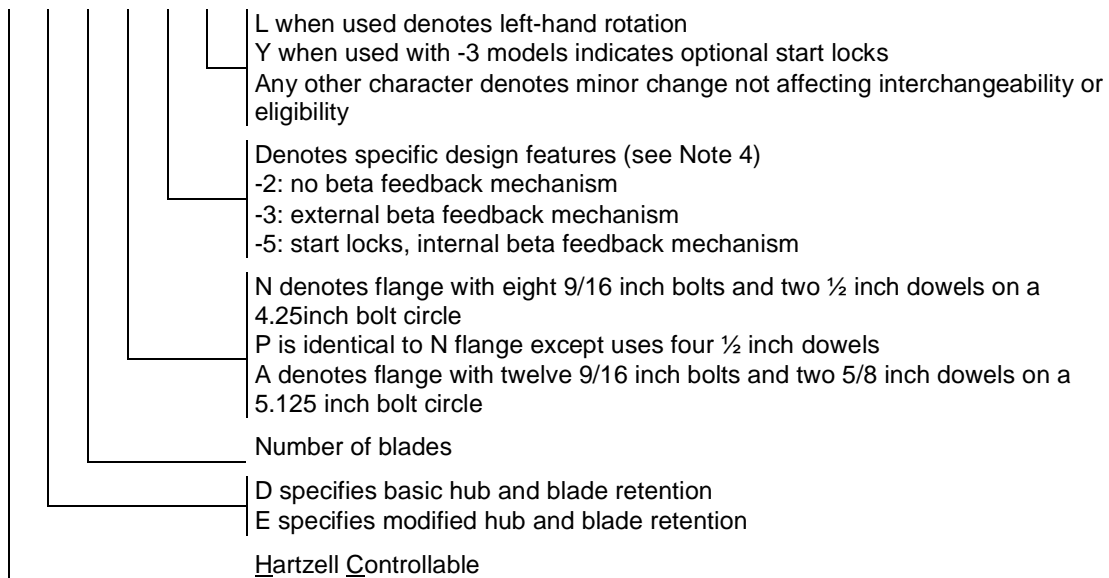 L when used denotes left-hand rotation
Y when used with -3 models indicates optional start locks
Any other character denotes minor change not affecting interchangeability or
eligibility
Denotes specific design features (see Note 4)
-2: no beta feedback mechanism
-3: external beta feedback mechanism
-5: start locks, internal beta feedback mechanism
N denotes flange with eight 9/16 inch bolts and two ½ inch dowels on a
4.25inch bolt circle
P is identical to N flange except uses four ½ inch dowels
A denotes flange with twelve 9/16 inch bolts and two 5/8 inch dowels on a
5.125 inch bolt circle
Number of blades
D specifies basic hub and blade retention
E specifies modified hub and blade retention
Hartzell Controllable